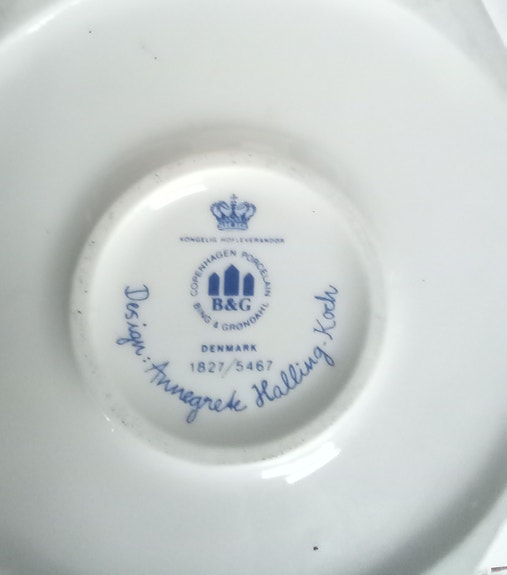 KONGELIG HOFLEVERANDØR
COPENHAGEN PORCELAIN
B&G
BING & GRØNDAHL
DENMARK
1827/5467
Design: Annegrete Halling-Koch